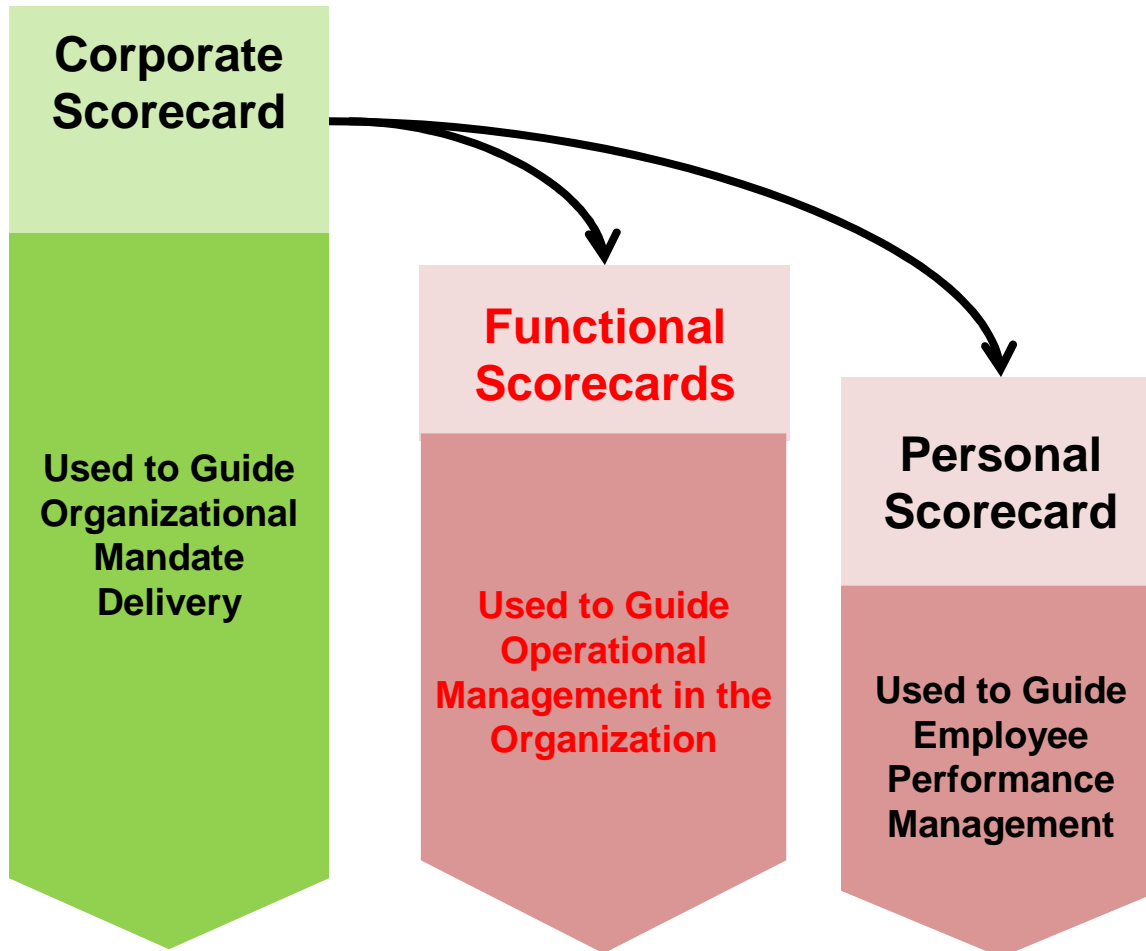 Corporate
Scorecard
Used to Guide
Organizational
Mandate
Delivery
Functional
Scorecards
Used to Guide
Operational
Management in the
Organization
Personal
Scorecard
Used to Guide
Employee
Performance
Management